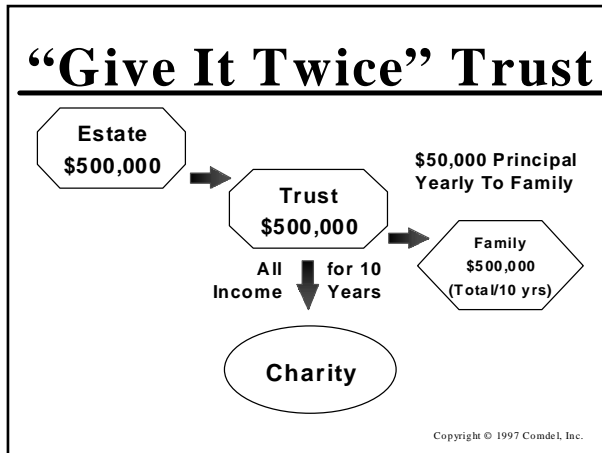 “Give It Twice” Trust
Estate
$500,000
$50,000 Principal
Yearly To Family
Trust
$500,000
Family
$500,000
(Total/10 yrs)
All for 10
Income Years
Charity
Copyright © 1997 Comdel, Inc.